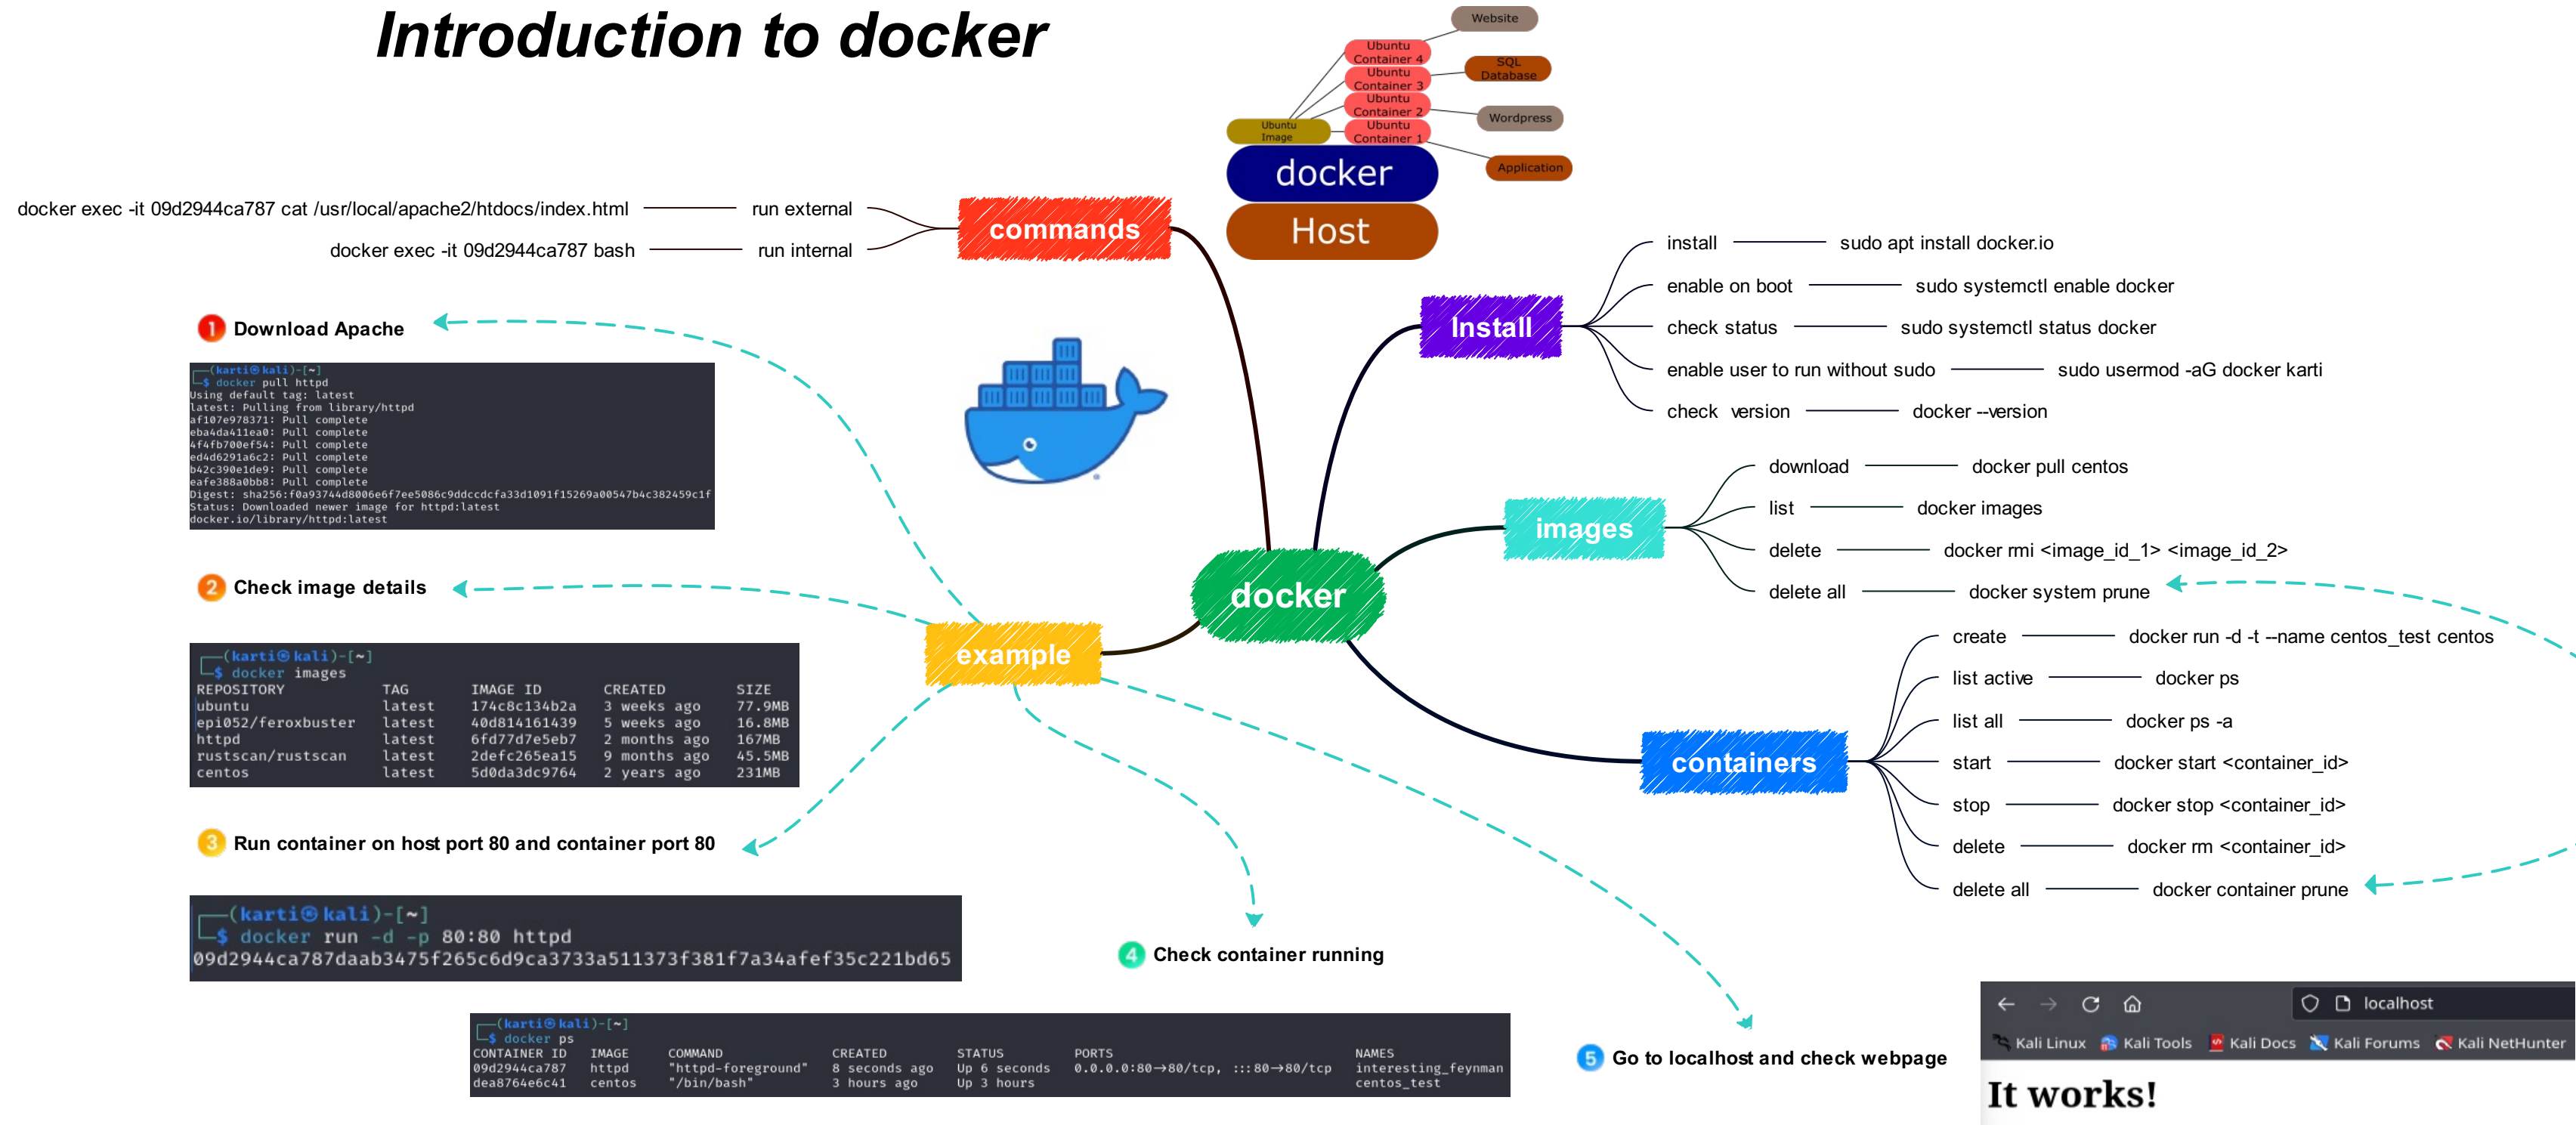 Introduction to docker
Website
Ubuntu
Container 4
Ubuntu
Container 3
SQL
Database
Ubuntu
Container 2
Wordpress
Ubuntu
Image
Ubuntu
Container 1
Application
docker
Host
commands
run external
docker exec -it 09d2944ca787 cat /usr/local/apache2/htdocs/index.html
run internal
docker exec -it 09d2944ca787 bash
Install
install
sudo apt install docker.io
enable on boot
sudo systemctl enable docker
check status
sudo systemctl status docker
enable user to run without sudo
sudo usermod -aG docker karti
check version
docker --version
images
download
docker pull centos
list
docker images
delete
docker rmi <image_id_1> <image_id_2>
delete all
docker system prune
docker
containers
create
docker run -d -t --name centos_test centos
list active
docker ps
list all
docker ps -a
start
docker start <container_id>
stop
docker stop <container_id>
delete
docker rm <container_id>
delete all
docker container prune
example
1 Download Apache
(karti㉿kali)-[~]
$ docker pull httpd
Using default tag: latest
latest: Pulling from library/httpd
af107e978371: Pull complete
eba4da411ea0: Pull complete
4f4fb700ef54: Pull complete
ed4d6291a6c2: Pull complete
b42c390e1de9: Pull complete
eafe388a0bb8: Pull complete
Digest: sha256:f0a93744d8006e6f7ee5086c9ddccdcfa33d1091f15269a00547b4c382459c1f
Status: Downloaded newer image for httpd:latest
docker.io/library/httpd:latest
2 Check image details
(karti㉿kali)-[~]
$ docker images
REPOSITORY TAG IMAGE ID CREATED SIZE
ubuntu latest 174c8c134b2a 3 weeks ago 77.9MB
epi052/feroxbuster latest 40d814161439 5 weeks ago 16.8MB
httpd latest 6fd77d7e5eb7 2 months ago 167MB
rustscan/rustscan latest 2defc265ea15 9 months ago 45.5MB
centos latest 5d0da3dc9764 2 years ago 231MB
3 Run container on host port 80 and container port 80
(karti㉿kali)-[~]
$ docker run -d -p 80:80 httpd
09d2944ca787daab3475f265c6d9ca3733a511373f381f7a34afef35c221bd65
4 Check container running
(karti㉿kali)-[~]
$ docker ps
CONTAINER ID IMAGE COMMAND CREATED STATUS PORTS NAMES
09d2944ca787 httpd "httpd-foreground" 8 seconds ago Up 6 seconds 0.0.0.0:80→80/tcp, :::80→80/tcp interesting_feynman
dea8764e6c41 centos "/bin/bash" 3 hours ago Up 3 hours centos_test
5 Go to localhost and check webpage
localhost
Kali Linux Kali Tools Kali Docs Kali Forums Kali NetHunter
It works!